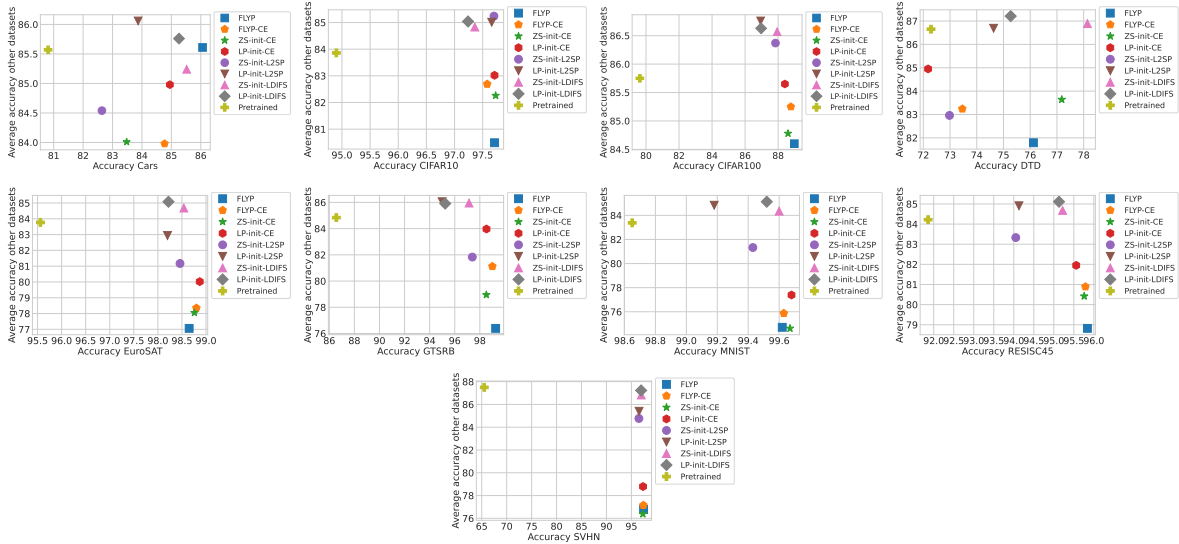 Average accuracy other datasets
86.0
85.5
85.0
84.5
84.0
81 82 83 84 85 86
Accuracy Cars
FLYP
FLYP-CE
ZS-init-CE
LP-init-CE
ZS-init-L2SP
LP-init-L2SP
ZS-init-LDIFS
LP-init-LDIFS
Pretrained
Average accuracy other datasets
85
84
83
82
81
95.0 95.5 96.0 96.5 97.0 97.5
Accuracy CIFAR10
FLYP
FLYP-CE
ZS-init-CE
LP-init-CE
ZS-init-L2SP
LP-init-L2SP
ZS-init-LDIFS
LP-init-LDIFS
Pretrained
Average accuracy other datasets
86.5
86.0
85.5
85.0
84.5
80 82 84 86 88
Accuracy CIFAR100
FLYP
FLYP-CE
ZS-init-CE
LP-init-CE
ZS-init-L2SP
LP-init-L2SP
ZS-init-LDIFS
LP-init-LDIFS
Pretrained
Average accuracy other datasets
87
86
85
84
83
82
72 73 74 75 76 77 78
Accuracy DTD
FLYP
FLYP-CE
ZS-init-CE
LP-init-CE
ZS-init-L2SP
LP-init-L2SP
ZS-init-LDIFS
LP-init-LDIFS
Pretrained
Average accuracy other datasets
85
84
83
82
81
80
79
78
77
95.5 96.0 96.5 97.0 97.5 98.0 98.5 99.0
Accuracy EuroSAT
FLYP
FLYP-CE
ZS-init-CE
LP-init-CE
ZS-init-L2SP
LP-init-L2SP
ZS-init-LDIFS
LP-init-LDIFS
Pretrained
Average accuracy other datasets
86
84
82
80
78
76
86 88 90 92 94 96 98
Accuracy GTSRB
FLYP
FLYP-CE
ZS-init-CE
LP-init-CE
ZS-init-L2SP
LP-init-L2SP
ZS-init-LDIFS
LP-init-LDIFS
Pretrained
Average accuracy other datasets
84
82
80
78
76
98.6 98.8 99.0 99.2 99.4 99.6
Accuracy MNIST
FLYP
FLYP-CE
ZS-init-CE
LP-init-CE
ZS-init-L2SP
LP-init-L2SP
ZS-init-LDIFS
LP-init-LDIFS
Pretrained
Average accuracy other datasets
85
84
83
82
81
80
79
92.0 92.5 93.0 93.5 94.0 94.5 95.0 95.5 96.0
Accuracy RESISC45
FLYP
FLYP-CE
ZS-init-CE
LP-init-CE
ZS-init-L2SP
LP-init-L2SP
ZS-init-LDIFS
LP-init-LDIFS
Pretrained
Average accuracy other datasets
88
86
84
82
80
78
76
65 70 75 80 85 90 95
Accuracy SVHN
FLYP
FLYP-CE
ZS-init-CE
LP-init-CE
ZS-init-L2SP
LP-init-L2SP
ZS-init-LDIFS
LP-init-LDIFS
Pretrained